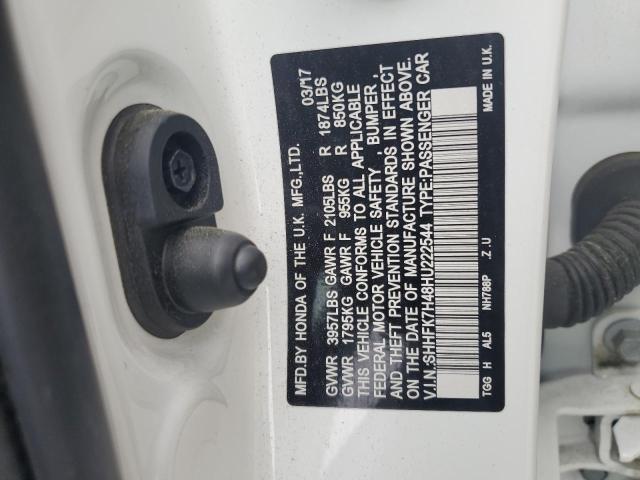 MFD.BY HONDA OF THE U.K. MFG.,LTD. 03/17
GVWR 3957LBS GAWR F 2105LBS R 1874LBS
GVWR 1795KG GAWR F 955KG R 850KG
THIS VEHICLE CONFORMS TO ALL APPLICABLE
FEDERAL MOTOR VEHICLE SAFETY , BUMPER ,
AND THEFT PREVENTION STANDARDS IN EFFECT
ON THE DATE OF MANUFACTURE SHOWN ABOVE.
V.I.N.SHHFK7H48HU222544 TYPE:PASSENGER CAR
TGG H AL5 NH788P .Z.U MADE IN U.K.